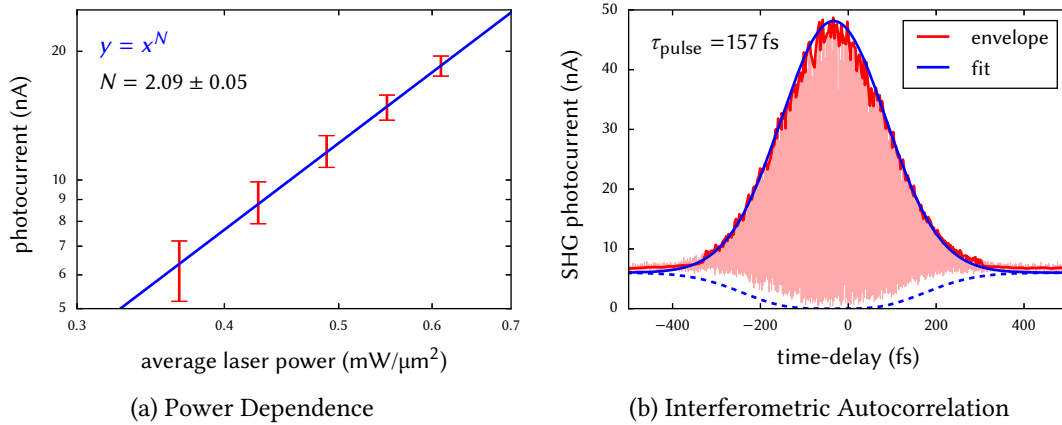 y = x^N
N = 2.09 ± 0.05
photocurrent (nA)
20
10
9
8
7
6
5
0.3 0.4 0.5 0.6 0.7
average laser power (mW/μm²)
(a) Power Dependence
τ_pulse = 157 fs
envelope
fit
SHG photocurrent (nA)
50
40
30
20
10
0
−400 −200 0 200 400
time-delay (fs)
(b) Interferometric Autocorrelation